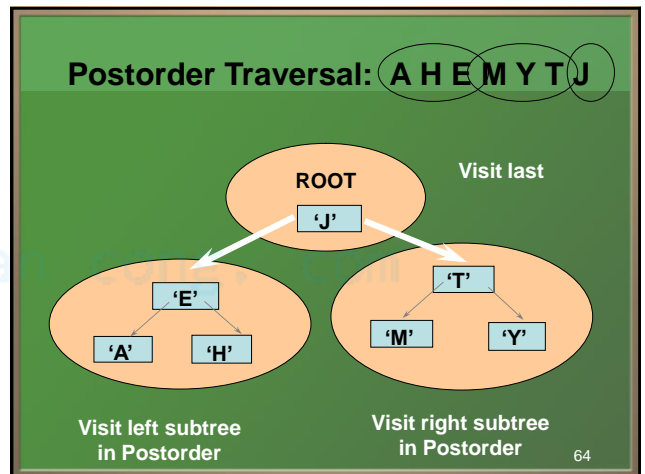 Postorder Traversal: A H E M Y T J
ROOT
Visit last
‘J’
‘E’
‘T’
‘A’
‘H’
‘M’
‘Y’
Visit left subtree
in Postorder
Visit right subtree
in Postorder
64